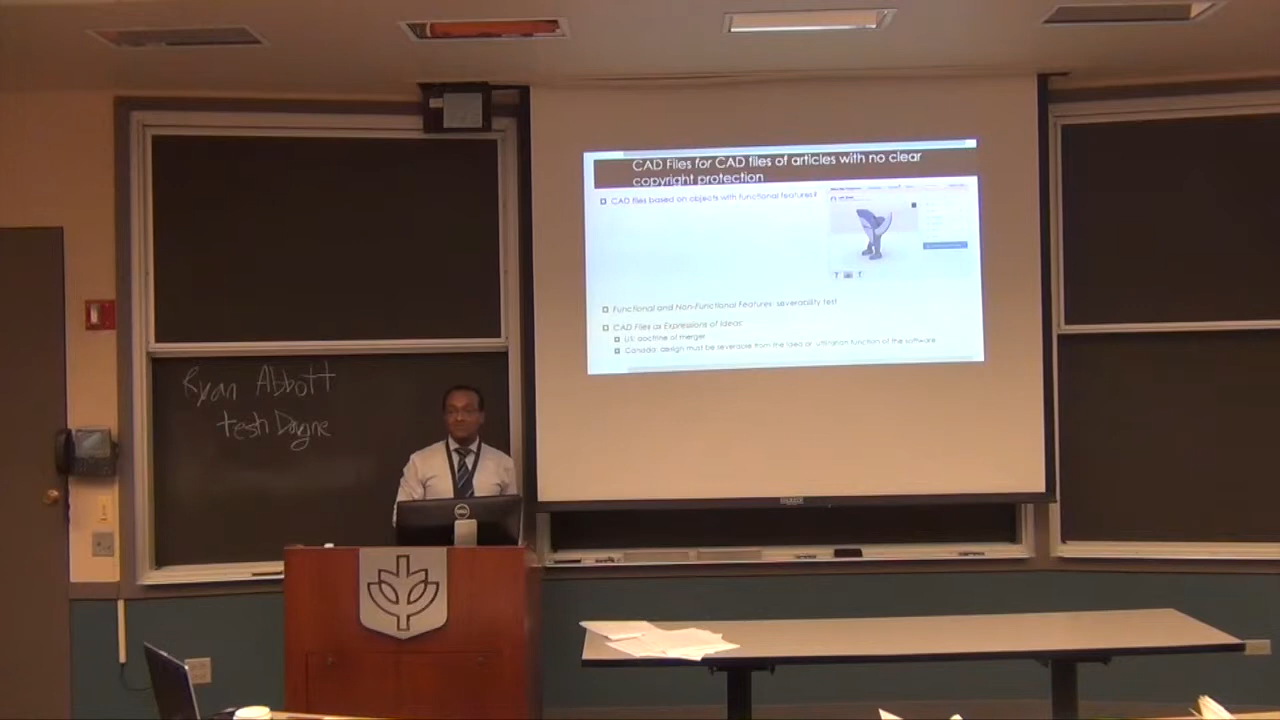 CAD Files for CAD files of articles with no clear
copyright protection
CAD files based on objects with functional features?
Functional and Non-Functional Features: severability test
CAD Files as Expressions of Ideas
US: doctrine of merger
Canada: design must be severable from the idea or utilitarian function of the software
Ryan Abbott
DELL